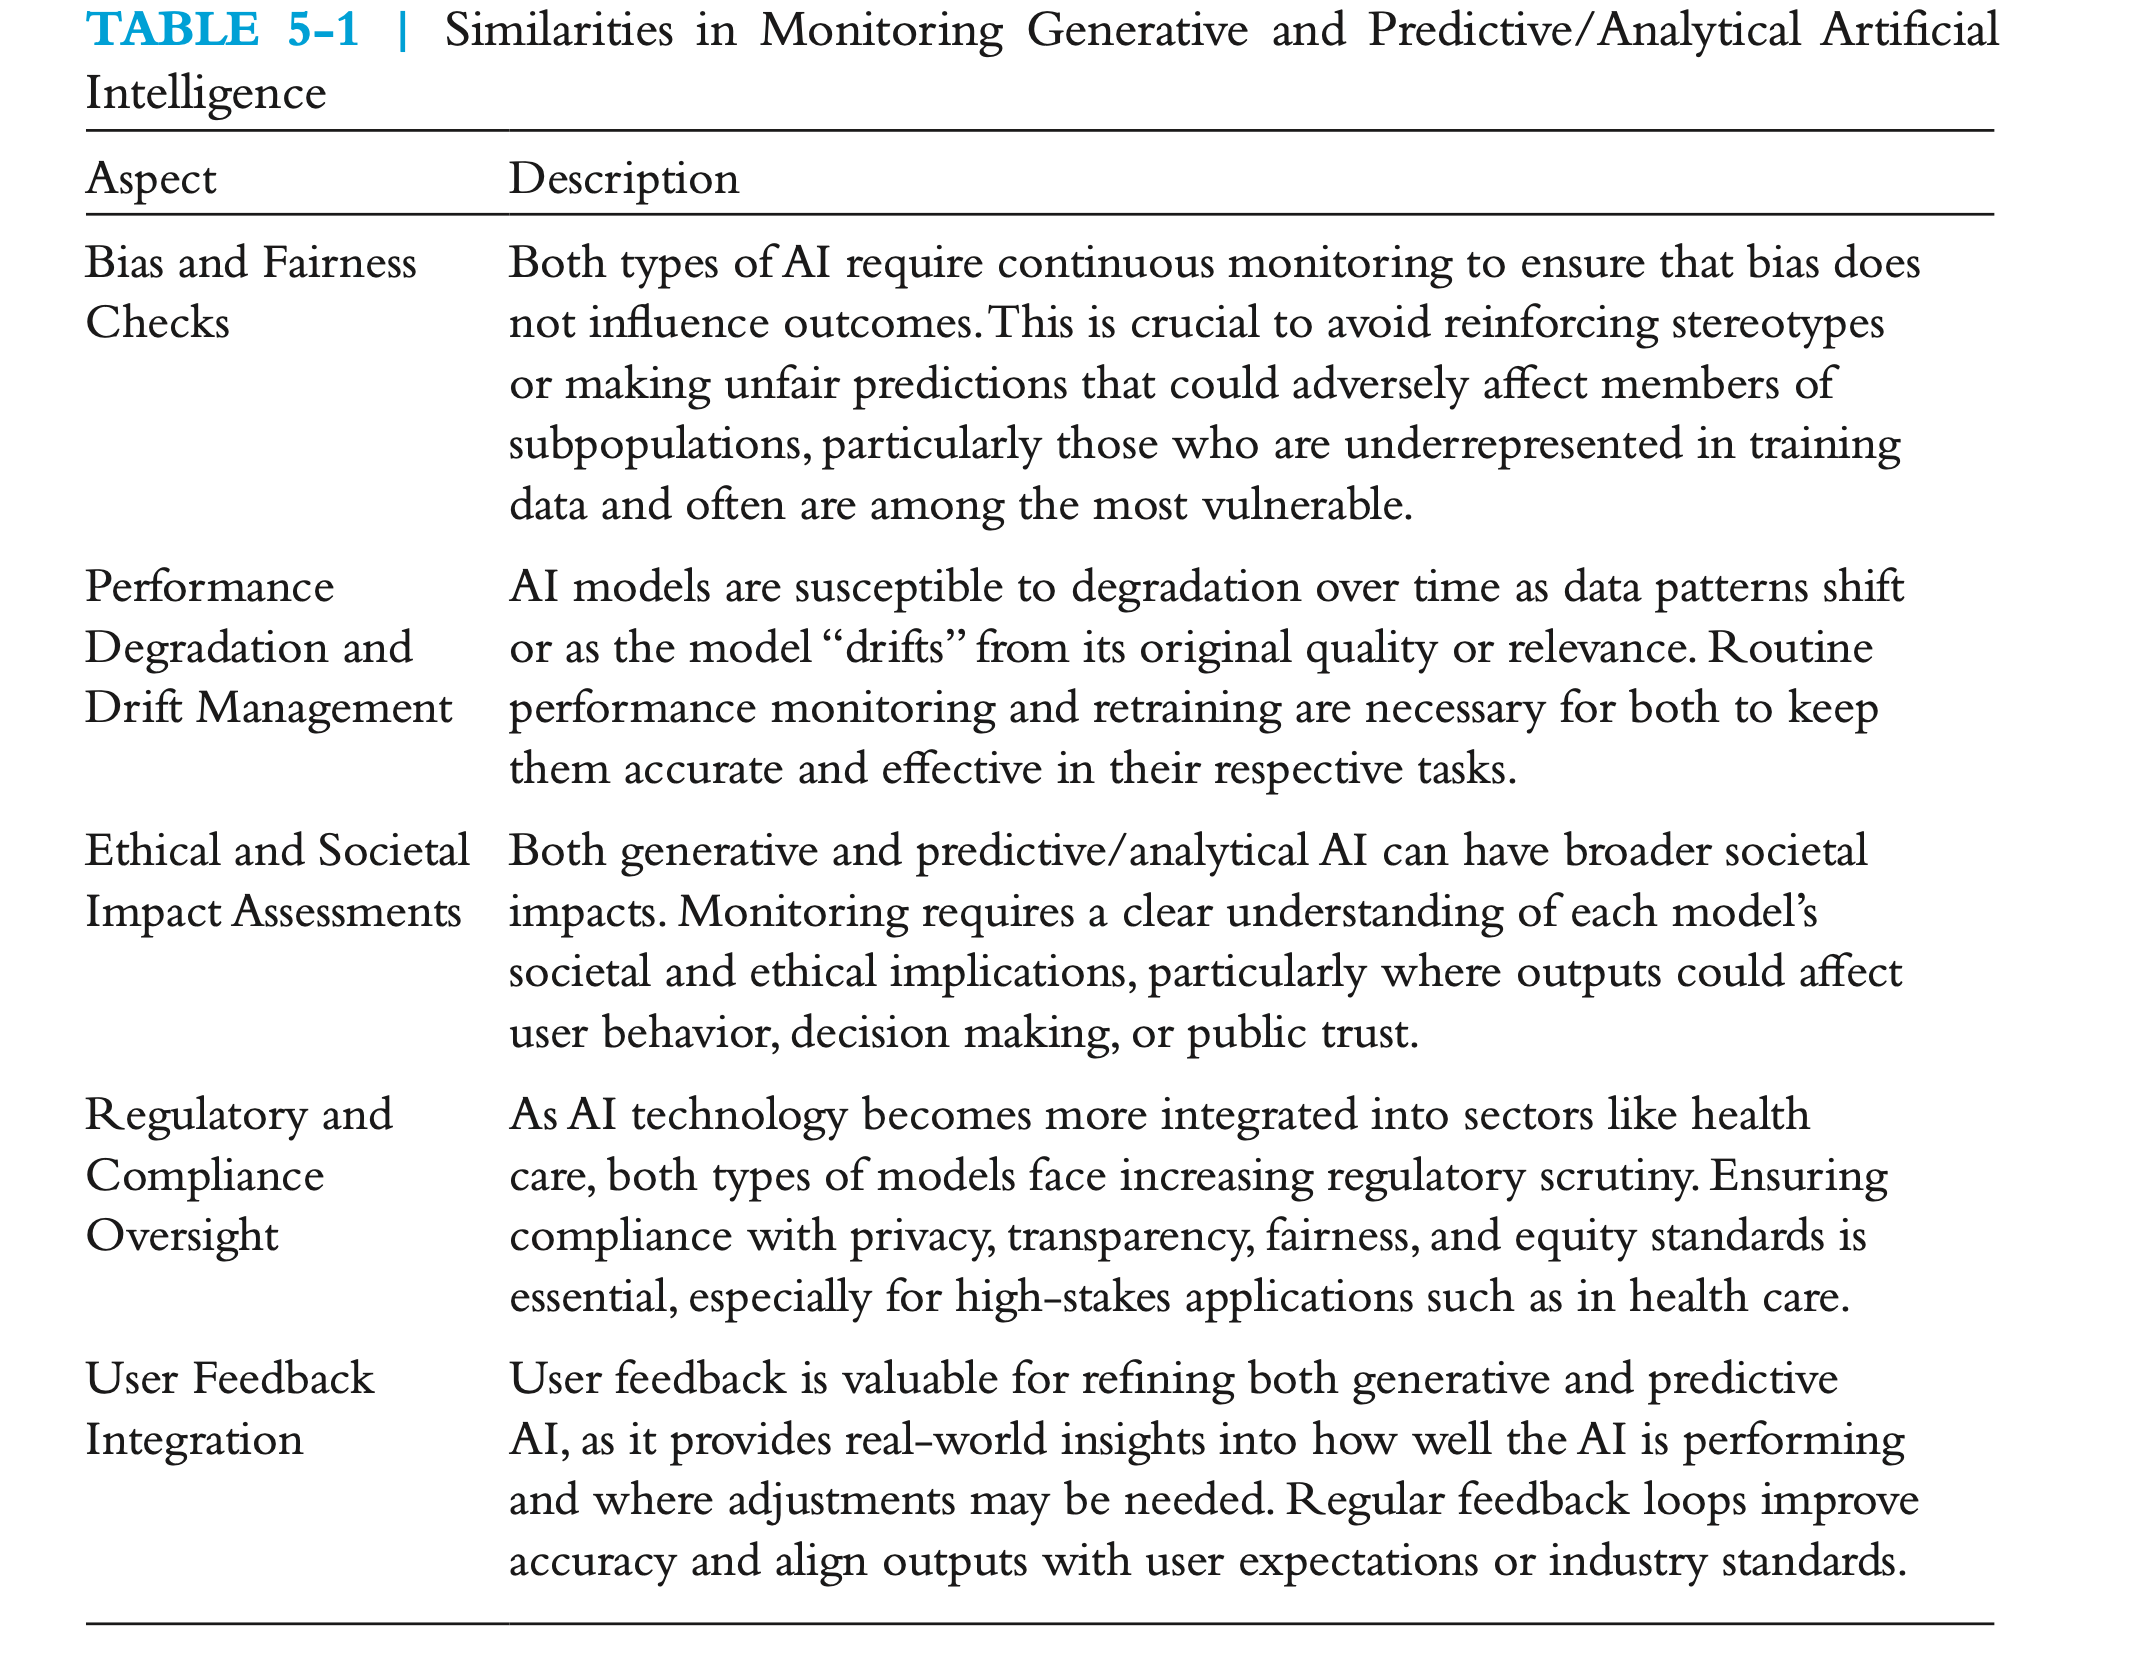 TABLE 5-1 | Similarities in Monitoring Generative and Predictive/Analytical Artificial
Intelligence
Aspect Description
Bias and Fairness Both types of AI require continuous monitoring to ensure that bias does
Checks not influence outcomes. This is crucial to avoid reinforcing stereotypes
or making unfair predictions that could adversely affect members of
subpopulations, particularly those who are underrepresented in training
data and often are among the most vulnerable.
Performance AI models are susceptible to degradation over time as data patterns shift
Degradation and or as the model “drifts” from its original quality or relevance. Routine
Drift Management performance monitoring and retraining are necessary for both to keep
them accurate and effective in their respective tasks.
Ethical and Societal Both generative and predictive/analytical AI can have broader societal
Impact Assessments impacts. Monitoring requires a clear understanding of each model’s
societal and ethical implications, particularly where outputs could affect
user behavior, decision making, or public trust.
Regulatory and As AI technology becomes more integrated into sectors like health
Compliance care, both types of models face increasing regulatory scrutiny. Ensuring
Oversight compliance with privacy, transparency, fairness, and equity standards is
essential, especially for high-stakes applications such as in health care.
User Feedback User feedback is valuable for refining both generative and predictive
Integration AI, as it provides real-world insights into how well the AI is performing
and where adjustments may be needed. Regular feedback loops improve
accuracy and align outputs with user expectations or industry standards.